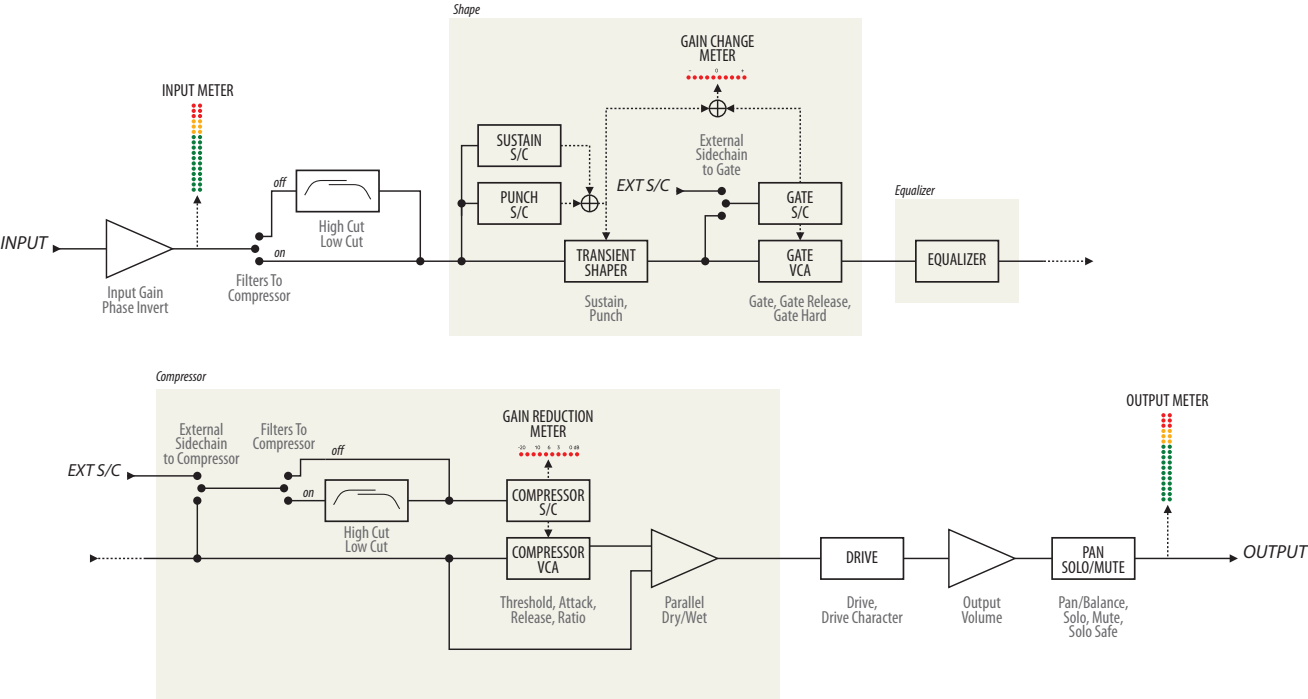 Shape
GAIN CHANGE
METER
- 0 +
INPUT METER
SUSTAIN
S/C
External
Sidechain
to Gate
off
EXT S/C
PUNCH
S/C
GATE
S/C
Equalizer
High Cut
Low Cut
INPUT
on
TRANSIENT
SHAPER
GATE
VCA
EQUALIZER
Filters To
Compressor
Input Gain
Phase Invert
Sustain,
Punch
Gate, Gate Release,
Gate Hard
Compressor
OUTPUT METER
GAIN REDUCTION
METER
-20 10 6 3 0 dB
External
Sidechain
to Compressor
Filters To
Compressor
off
EXT S/C
on
COMPRESSOR
S/C
High Cut
Low Cut
COMPRESSOR
VCA
DRIVE
PAN
SOLO/MUTE
OUTPUT
Threshold, Attack,
Release, Ratio
Parallel
Dry/Wet
Drive,
Drive Character
Output
Volume
Pan/Balance,
Solo, Mute,
Solo Safe